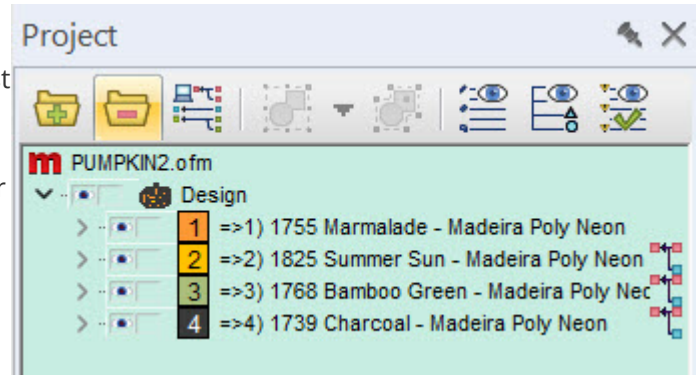 Project
t
r
PUMPKIN2.ofm
Design
1 =>1) 1755 Marmalade - Madeira Poly Neon
2 =>2) 1825 Summer Sun - Madeira Poly Neon
3 =>3) 1768 Bamboo Green - Madeira Poly Nec
4 =>4) 1739 Charcoal - Madeira Poly Neon